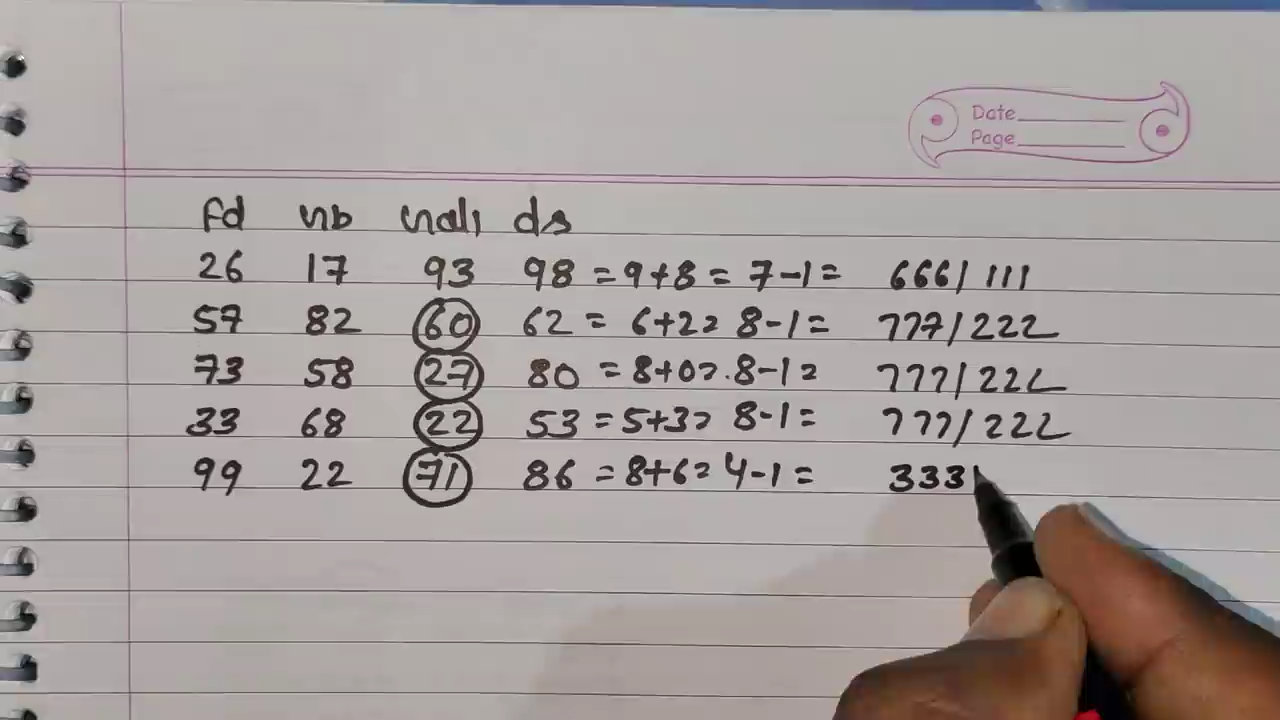 Date
Page
fd nb gali ds
26 17 93 98 = 9+8 = 7-1= 666/ 111
57 82 60 62 = 6+2= 8-1= 777/222
73 58 27 80 = 8+0=.8-1= 777/222
33 68 22 53 = 5+3= 8-1= 777/222
99 22 71 86 = 8+6= 4-1= 333